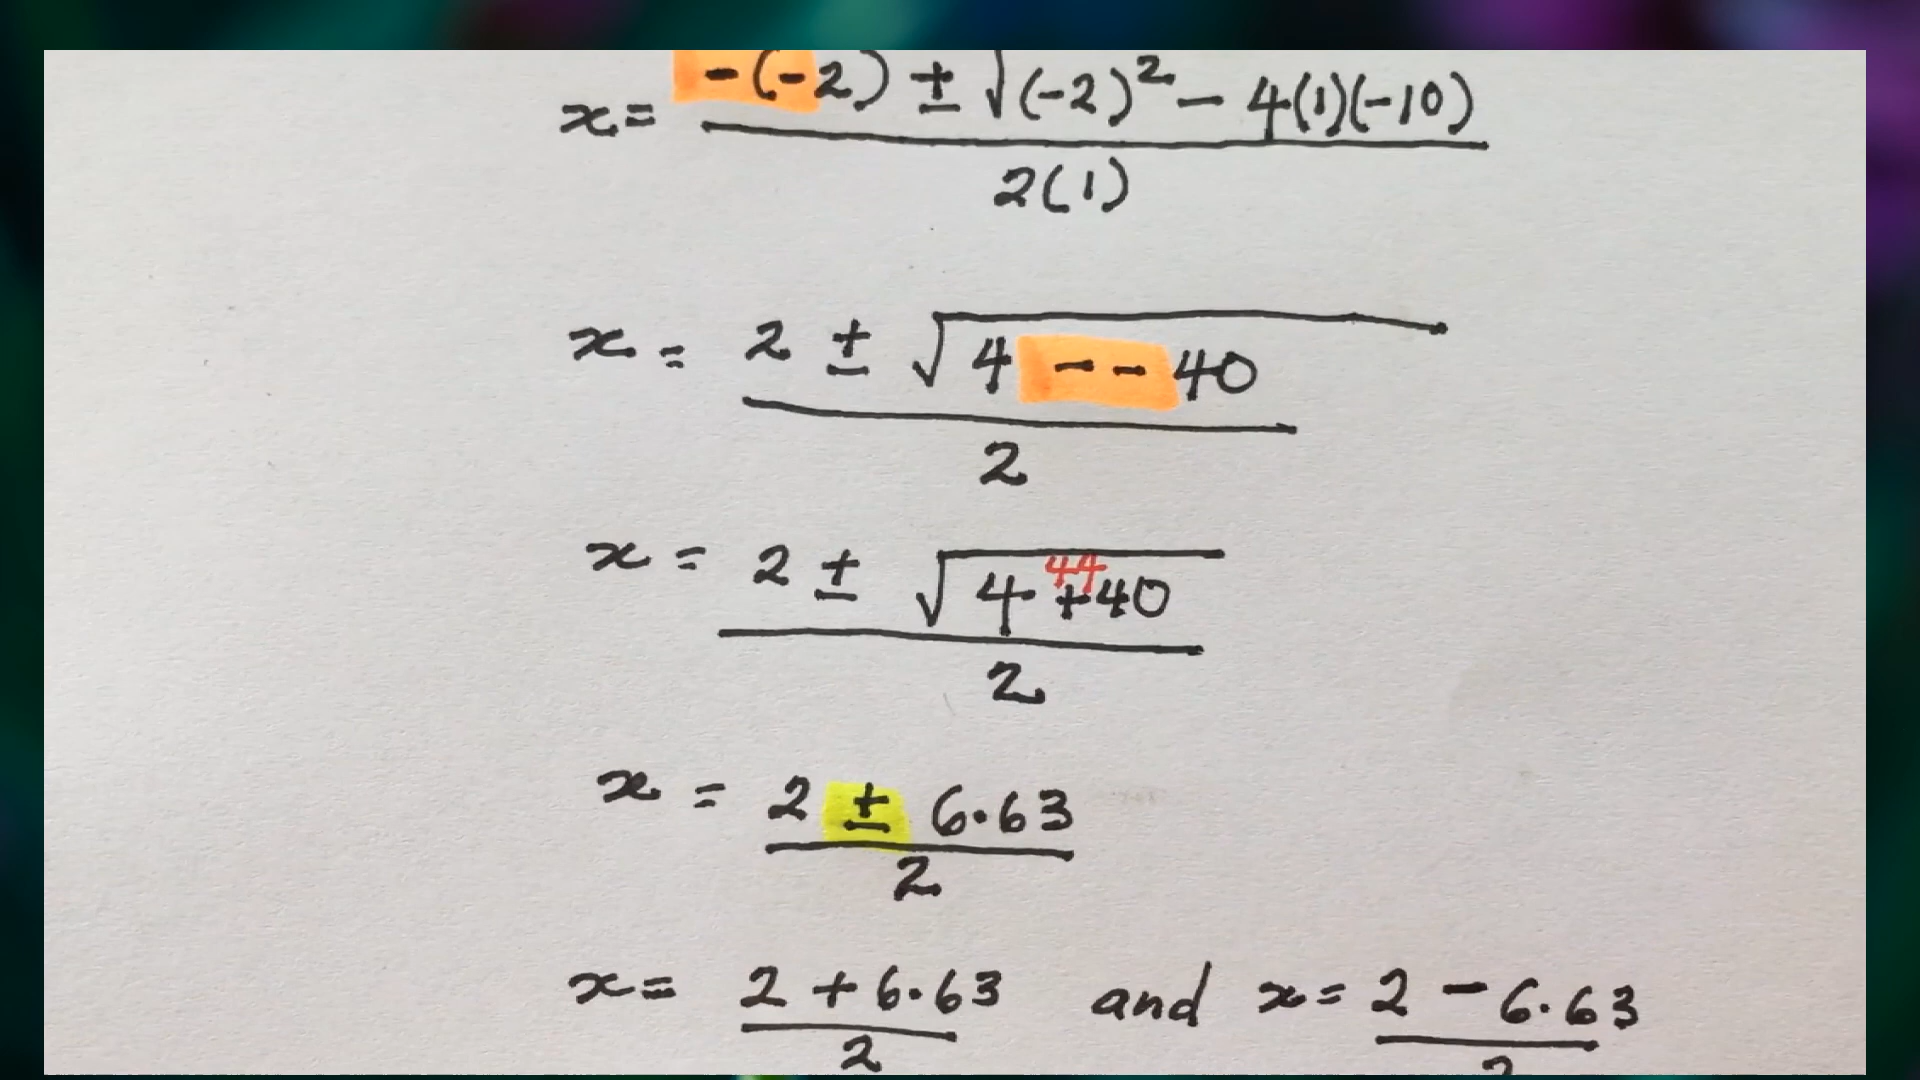 x = -(-2) ± √(-2)² - 4(1)(-10)
2(1)
x = 2 ± √4 - - 40
2
44
x = 2 ± √4 + 40
2
x = 2 ± 6.63
2
x = 2 + 6.63 and x = 2 - 6.63
2 2